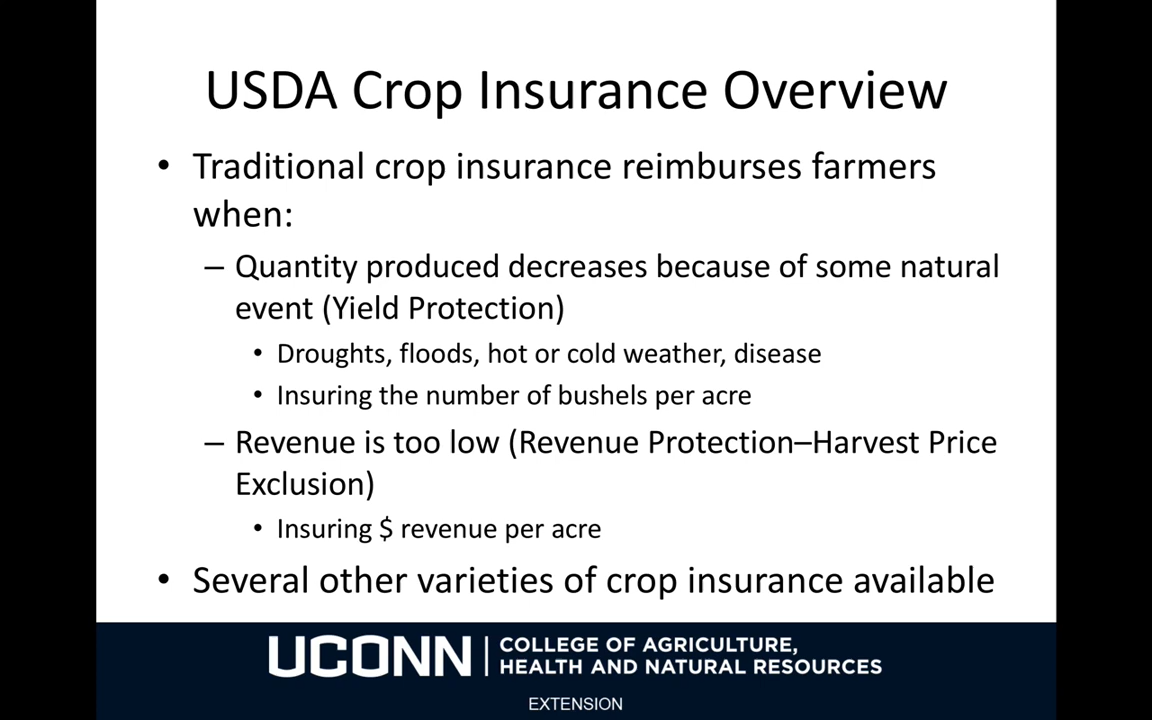 USDA Crop Insurance Overview
• Traditional crop insurance reimburses farmers
when:
– Quantity produced decreases because of some natural
event (Yield Protection)
• Droughts, floods, hot or cold weather, disease
• Insuring the number of bushels per acre
– Revenue is too low (Revenue Protection–Harvest Price
Exclusion)
• Insuring $ revenue per acre
• Several other varieties of crop insurance available
UCONN | COLLEGE OF AGRICULTURE,
HEALTH AND NATURAL RESOURCES
EXTENSION